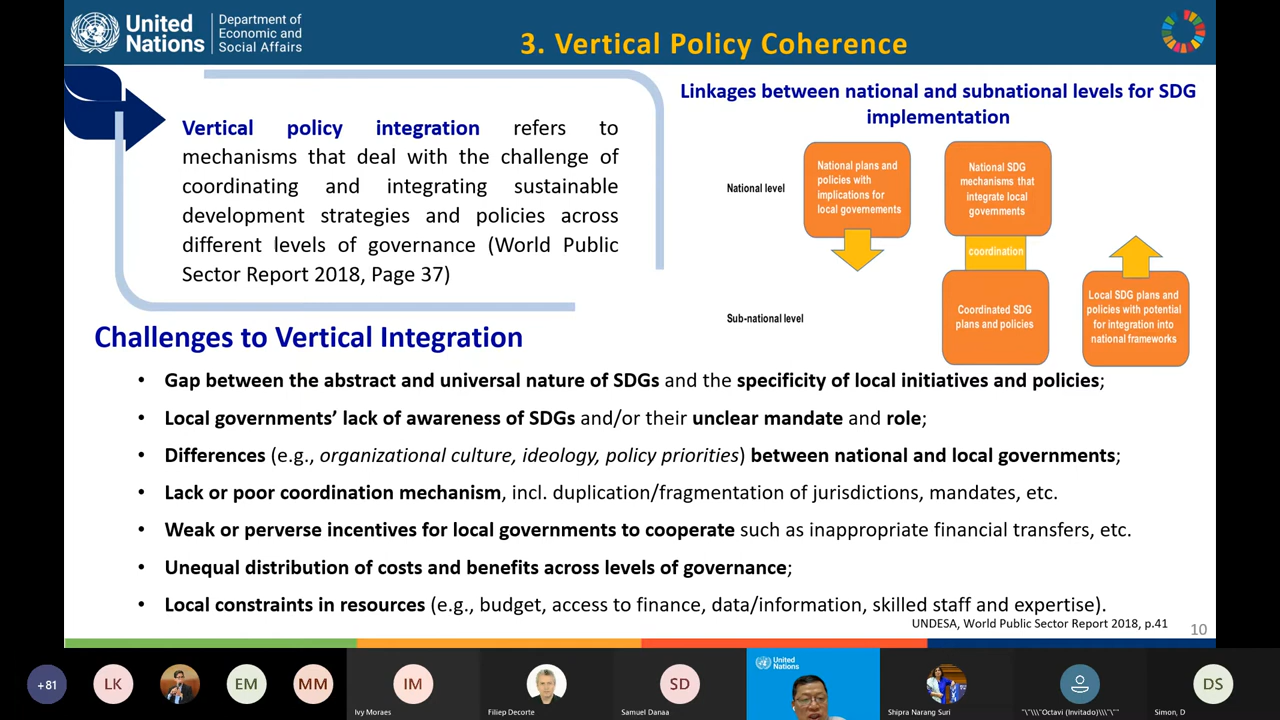 United
Nations
Department of
Economic and
Social Affairs
3. Vertical Policy Coherence
Vertical policy integration refers to
mechanisms that deal with the challenge of
coordinating and integrating sustainable
development strategies and policies across
different levels of governance (World Public
Sector Report 2018, Page 37)
Linkages between national and subnational levels for SDG
implementation
National level
National plans and
policies with
implications for
local governements
National SDG
mechanisms that
integrate local
governments
coordination
Sub-national level
Coordinated SDG
plans and policies
Local SDG plans and
policies with potential
for integration into
national frameworks
Challenges to Vertical Integration
• Gap between the abstract and universal nature of SDGs and the specificity of local initiatives and policies;
• Local governments’ lack of awareness of SDGs and/or their unclear mandate and role;
• Differences (e.g., organizational culture, ideology, policy priorities) between national and local governments;
• Lack or poor coordination mechanism, incl. duplication/fragmentation of jurisdictions, mandates, etc.
• Weak or perverse incentives for local governments to cooperate such as inappropriate financial transfers, etc.
• Unequal distribution of costs and benefits across levels of governance;
• Local constraints in resources (e.g., budget, access to finance, data/information, skilled staff and expertise).
UNDESA, World Public Sector Report 2018, p.41
10
+81
LK
EM
MM
IM
Ivy Moraes
Filiep Decorte
SD
Samuel Danaa
United
Nations
Shipra Narang Suri
"\"\\\"Octavi (Invitado)\\\"\""
DS
Simon, D